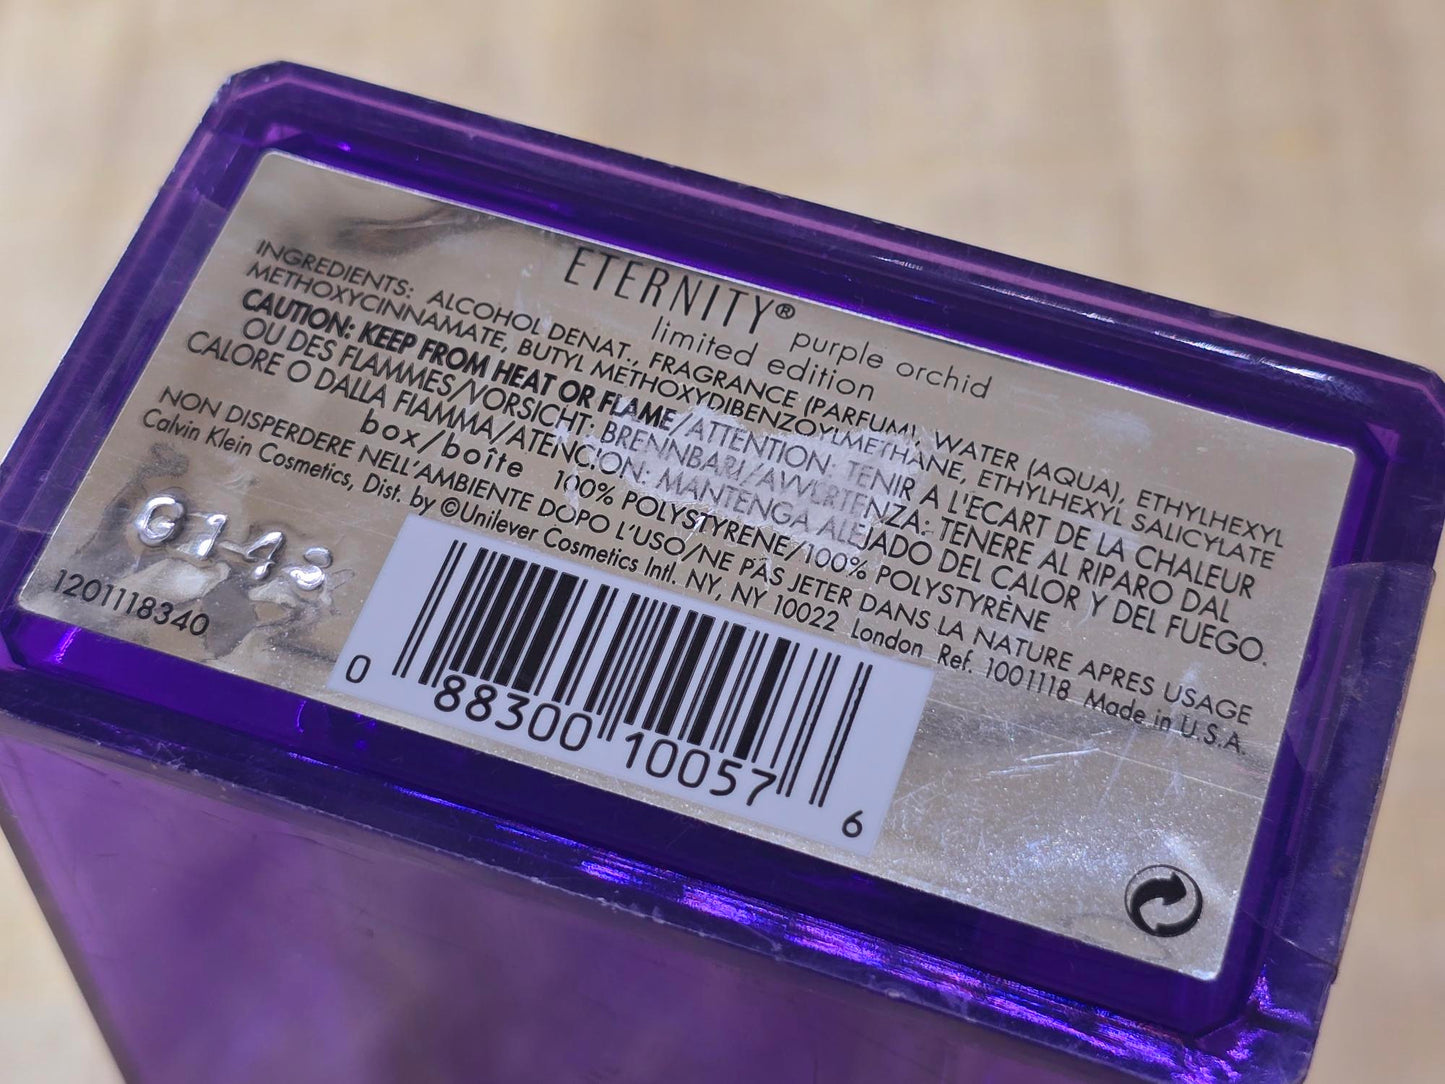 ETERNITY® purple orchid
limited edition
INGREDIENTS: ALCOHOL DENAT., FRAGRANCE (PARFUM), WATER (AQUA), ETHYLHEXYL
METHOXYCINNAMATE, BUTYL METHOXYDIBENZOYLMETHANE, ETHYLHEXYL SALICYLATE
CAUTION: KEEP FROM HEAT OR FLAME/ATTENTION: TENIR A L'ECART DE LA CHALEUR
OU DES FLAMMES/VORSICHT: BRENNBAR!/AVVERTENZA: TENERE AL RIPARO DAL
CALORE O DALLA FIAMMA/ATENCION: MANTENGA ALEJADO DEL CALOR Y DEL FUEGO.
box/boîte 100% POLYSTYRENE/100% POLYSTYRÈNE
NON DISPERDERE NELL'AMBIENTE DOPO L'USO/NE PAS JETER DANS LA NATURE APRES USAGE
Calvin Klein Cosmetics, Dist. by ©Unilever Cosmetics Intl. NY, NY 10022 London Ref. 1001118 Made in U.S.A.
G143
1201118340
0 88300 10057 6